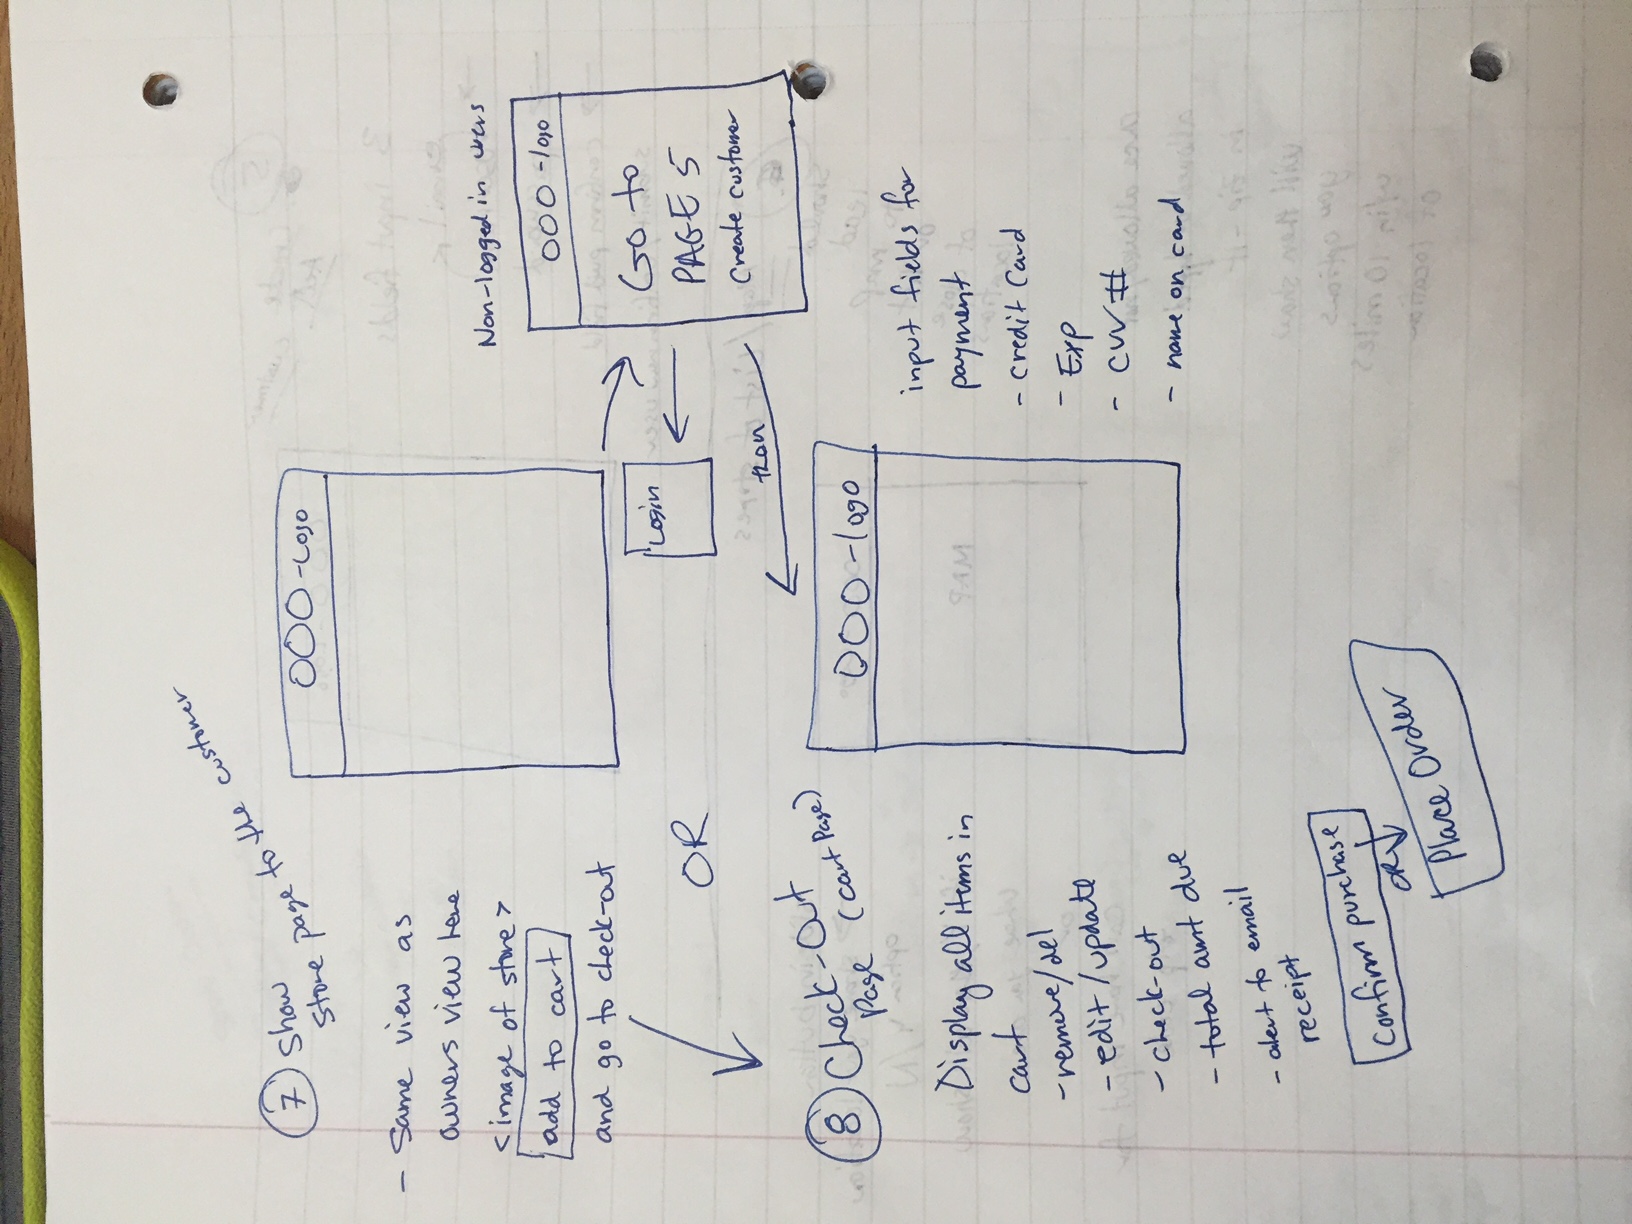 7 Show
store page to the customer
OOO-Logo
- Same view as
owners view here
<image of store>
add to cart
and go to check-out
OR
Non-logged in users
OOO-logo
Go to
PAGE 5
Create customer
Login
then
8 Check-Out
Page (cart Page)
OOO-logo
Display all items in
cart
- remove/del
- edit/update
- check-out
- total amt due
- alert to email
receipt
Confirm purchase
OR
Place Order
input fields for
payment
- credit Card
- Exp
- CVV #
- name on card